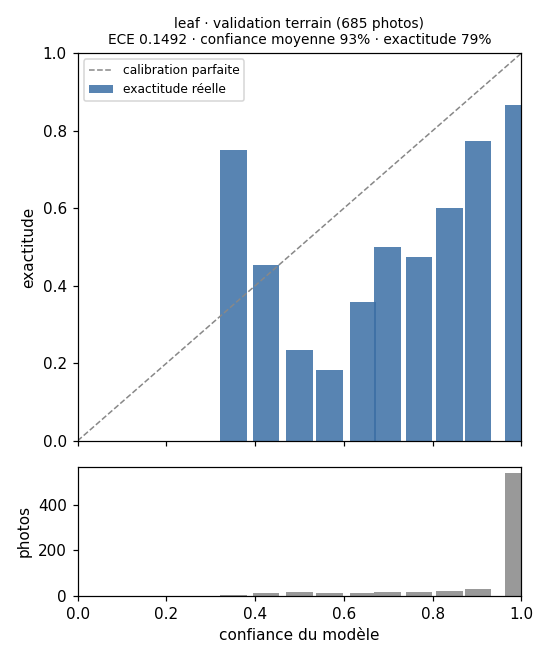 leaf · validation terrain (685 photos)
ECE 0.1492 · confiance moyenne 93% · exactitude 79%
calibration parfaite
exactitude réelle
1.0
0.8
0.6
0.4
0.2
0.0
exactitude
400
200
0
photos
0.0 0.2 0.4 0.6 0.8 1.0
confiance du modèle